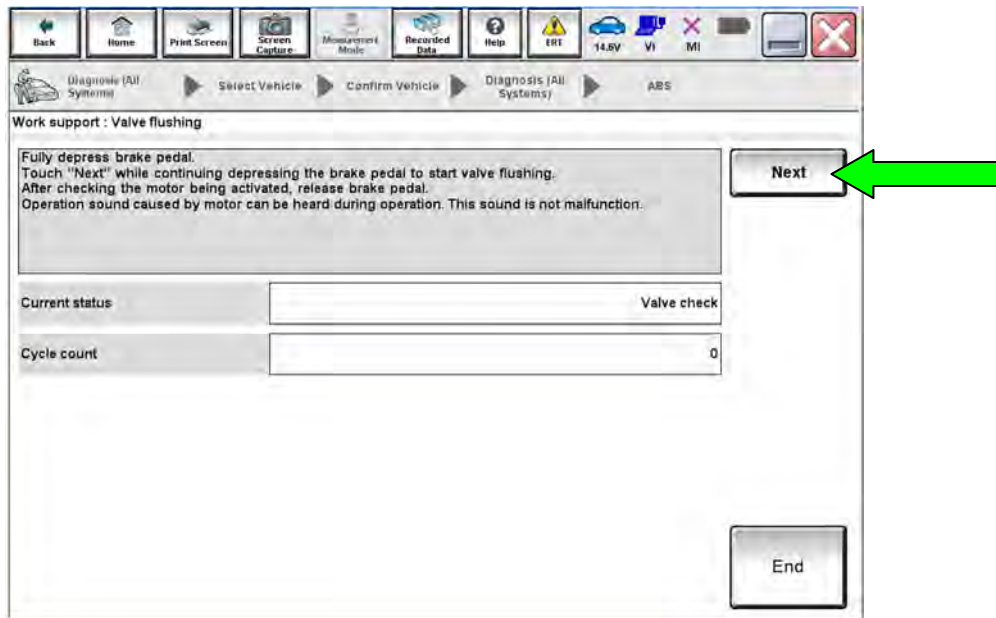 Back
Home
Print Screen
Screen
Capture
Measurement
Mode
Recorded
Data
Help
ERT
14.6V
VI
MI
Diagnosis (All
Systems)
Select Vehicle
Confirm Vehicle
Diagnosis (All
Systems)
ABS
Work support : Valve flushing
Fully depress brake pedal.
Touch "Next" while continuing depressing the brake pedal to start valve flushing.
After checking the motor being activated, release brake pedal.
Operation sound caused by motor can be heard during operation. This sound is not malfunction.
Next
Current status
Valve check
Cycle count
0
End